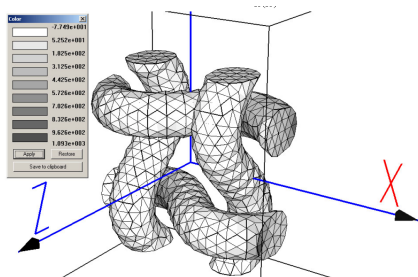 Color
-7.749e+001
5.252e+001
1.825e+002
3.125e+002
4.425e+002
5.726e+002
7.026e+002
8.326e+002
9.626e+002
1.093e+003
Apply
Restore
Save to clipboard
Z
X